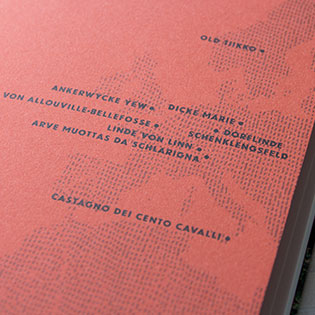 OLD TJIKKO
ANKERWYCKE YEW
DICKE MARIE
VON ALLOUVILLE-BELLEFOSSE
DORFLINDE
SCHENKLENGSFELD
LINDE VON LINN
ARVE MUOTTAS DA SCHLARIGNA
CASTAGNO DEI CENTO CAVALLI